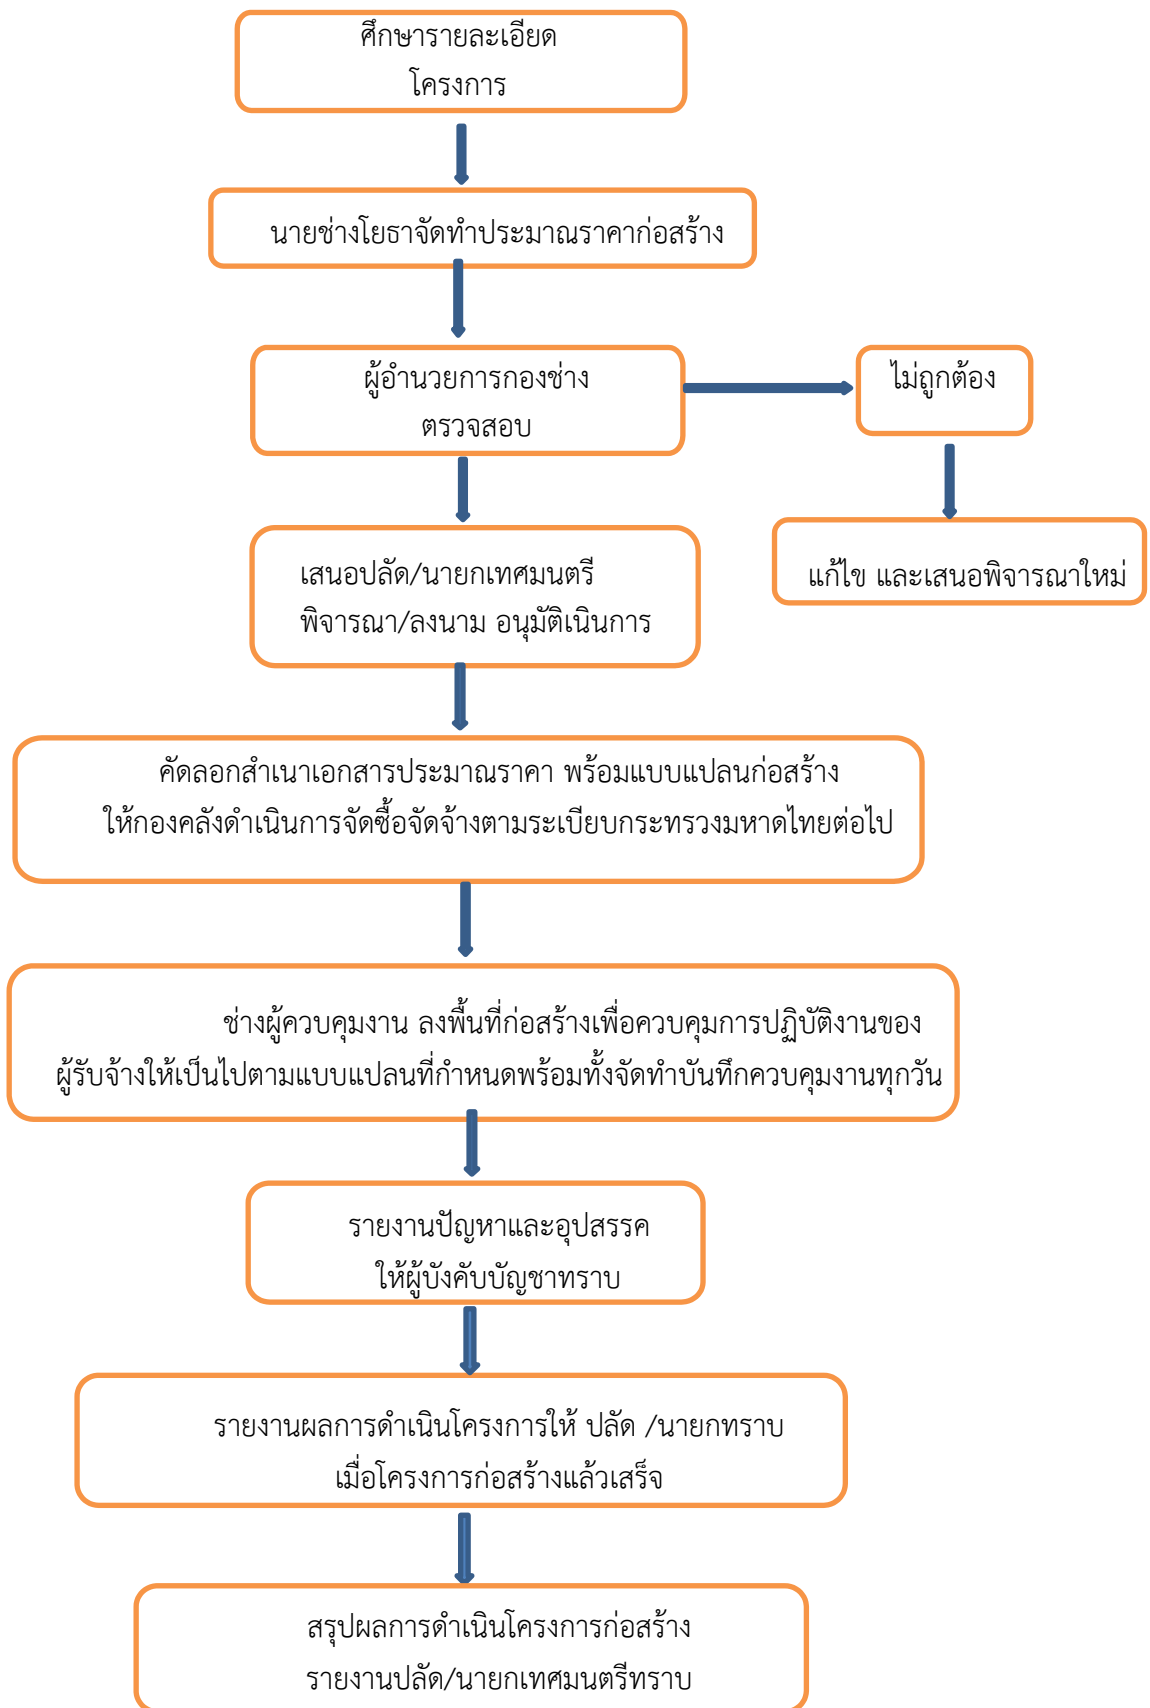 ศึกษารายละเอียด
โครงการ
นายช่างโยธาจัดทำประมาณราคาก่อสร้าง
ผู้อำนวยการกองช่าง
ตรวจสอบ
ไม่ถูกต้อง
แก้ไข และเสนอพิจารณาใหม่
เสนอปลัด/นายกเทศมนตรี
พิจารณา/ลงนาม อนุมัติเนินการ
คัดลอกสำเนาเอกสารประมาณราคา พร้อมแบบแปลนก่อสร้าง
ให้กองคลังดำเนินการจัดซื้อจัดจ้างตามระเบียบกระทรวงมหาดไทยต่อไป
ช่างผู้ควบคุมงาน ลงพื้นที่ก่อสร้างเพื่อควบคุมการปฏิบัติงานของ
ผู้รับจ้างให้เป็นไปตามแบบแปลนที่กำหนดพร้อมทั้งจัดทำบันทึกควบคุมงานทุกวัน
รายงานปัญหาและอุปสรรค
ให้ผู้บังคับบัญชาทราบ
รายงานผลการดำเนินโครงการให้ ปลัด /นายกทราบ
เมื่อโครงการก่อสร้างแล้วเสร็จ
สรุปผลการดำเนินโครงการก่อสร้าง
รายงานปลัด/นายกเทศมนตรีทราบ